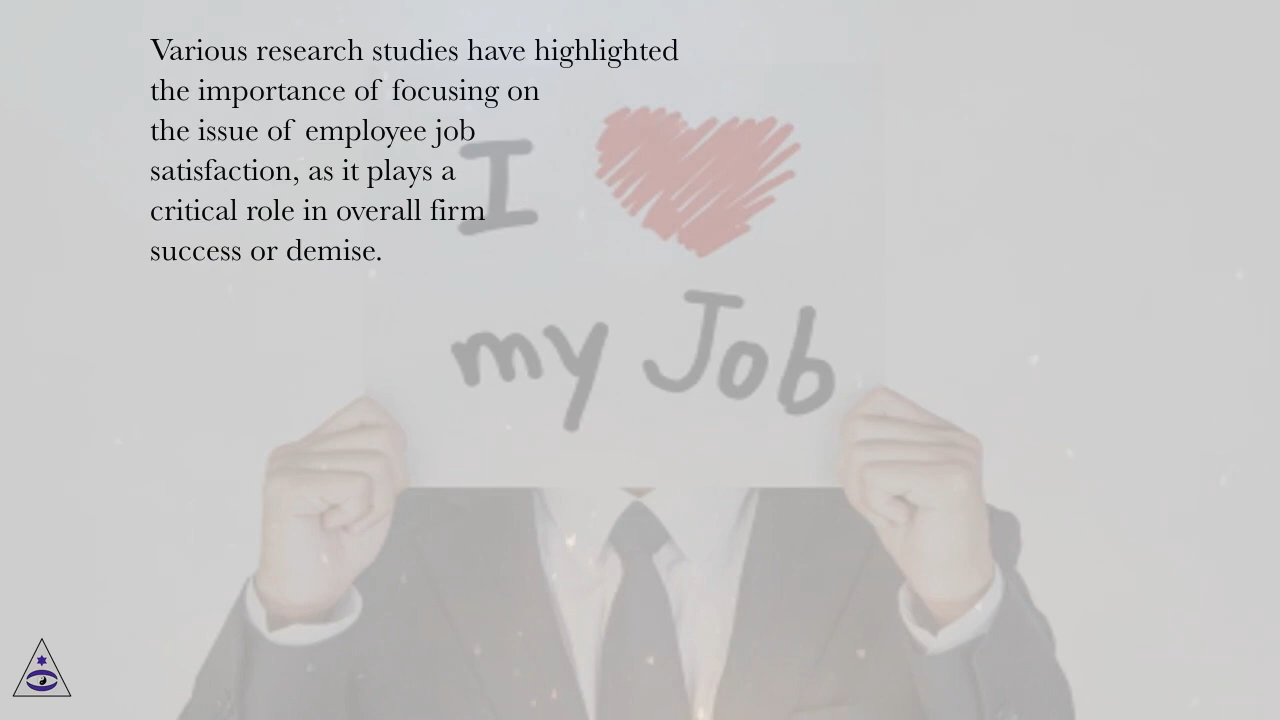 Various research studies have highlighted
the importance of focusing on
the issue of employee job
satisfaction, as it plays a
critical role in overall firm
success or demise.
I
my Job